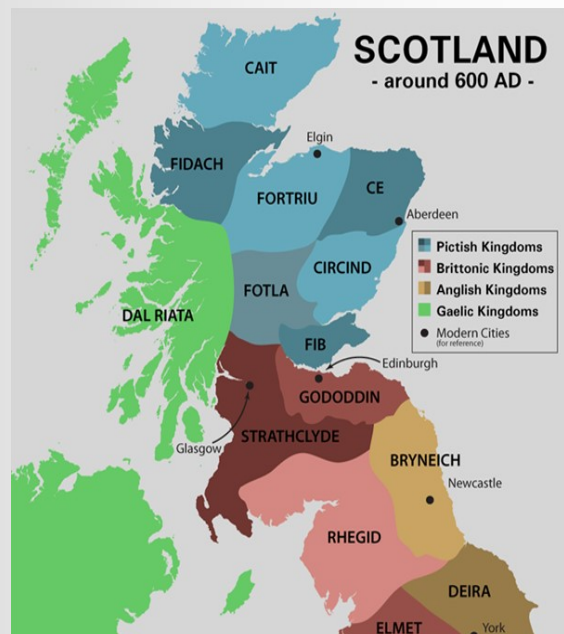 SCOTLAND
- around 600 AD -
CAIT
Elgin
FIDACH
CE
FORTRIU
Aberdeen
Pictish Kingdoms
Brittonic Kingdoms
Anglish Kingdoms
Gaelic Kingdoms
Modern Cities
(for reference)
CIRCIND
FOTLA
DAL RIATA
FIB
Edinburgh
GODODDIN
Glasgow
STRATHCLYDE
BRYNEICH
Newcastle
RHEGID
DEIRA
ELMET
York